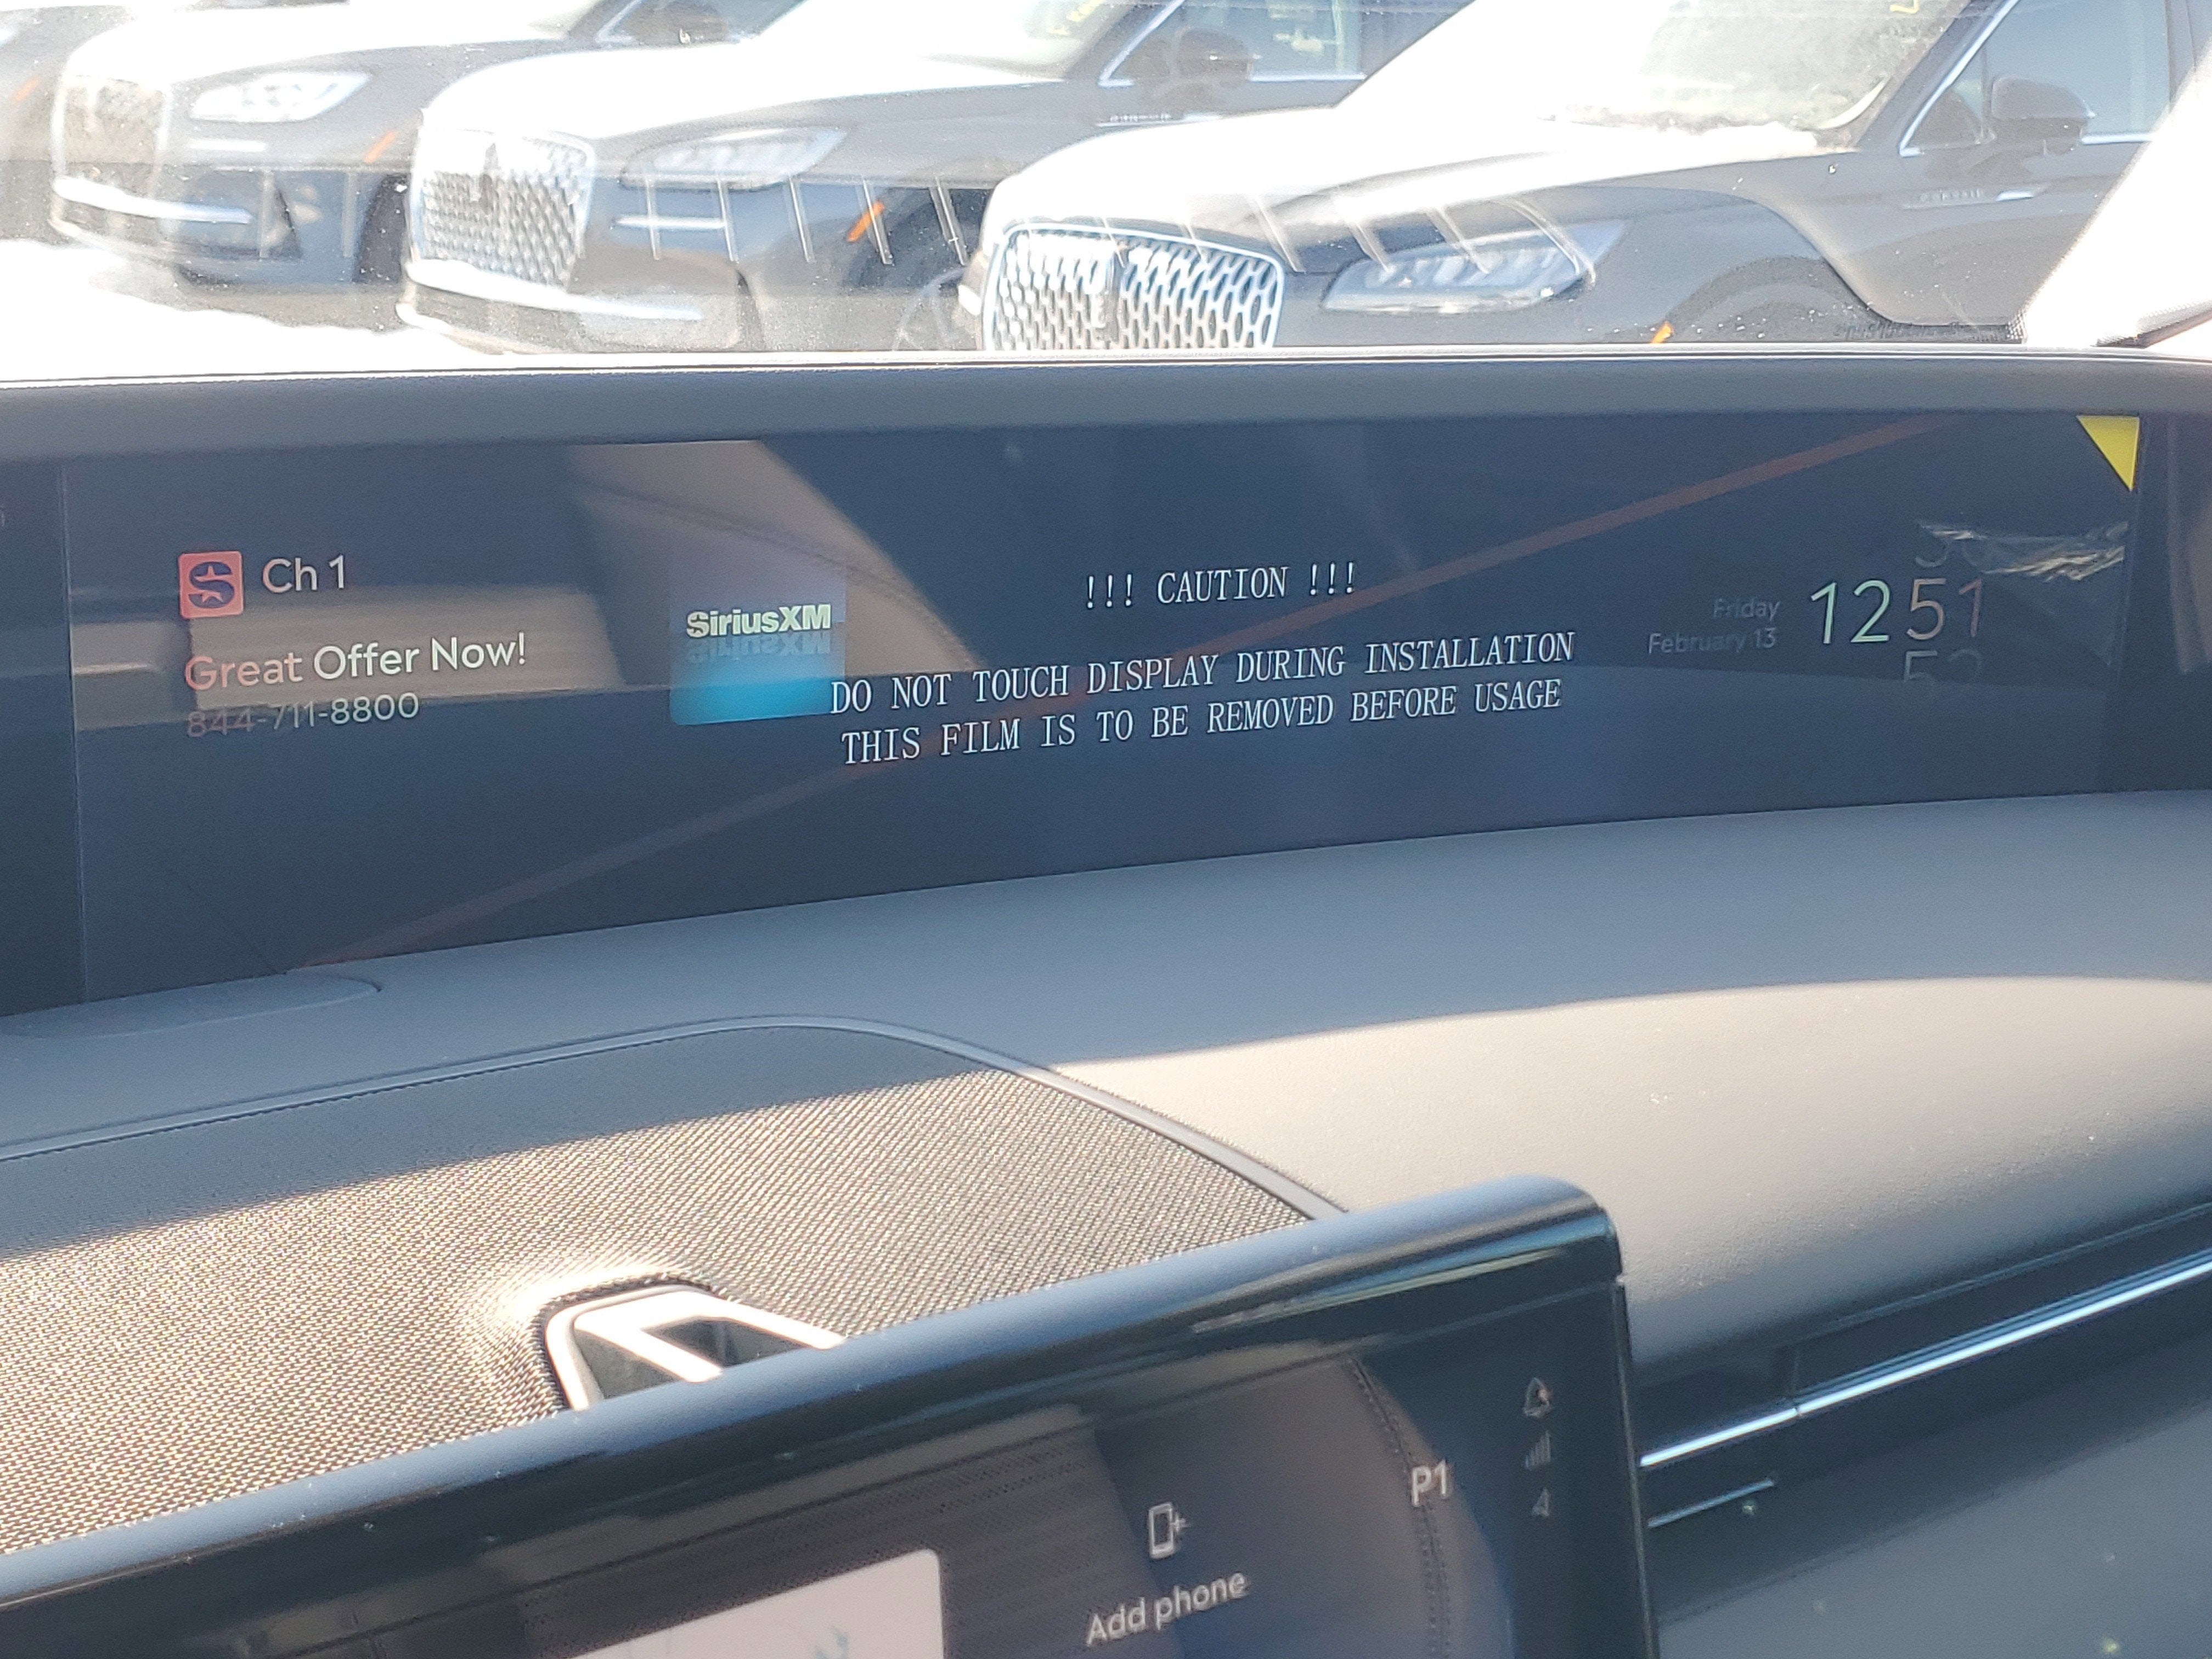 Ch 1
Great Offer Now!
844-711-8800
SiriusXM
!!! CAUTION !!!
DO NOT TOUCH DISPLAY DURING INSTALLATION
THIS FILM IS TO BE REMOVED BEFORE USAGE
Friday
February 13
12 51
52
P1
Add phone